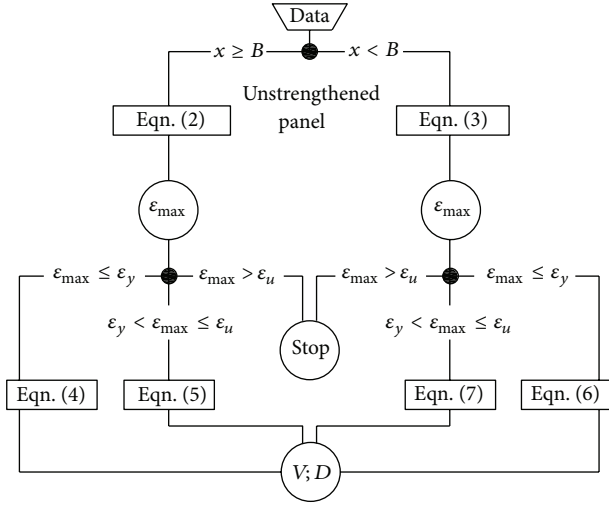 Data
x ≥ B
x < B
Unstrengthened
panel
Eqn. (2)
Eqn. (3)
ε_max
ε_max
ε_max ≤ ε_y
ε_max > ε_u
ε_max > ε_u
ε_max ≤ ε_y
ε_y < ε_max ≤ ε_u
Stop
ε_y < ε_max ≤ ε_u
Eqn. (4)
Eqn. (5)
Eqn. (7)
Eqn. (6)
V; D